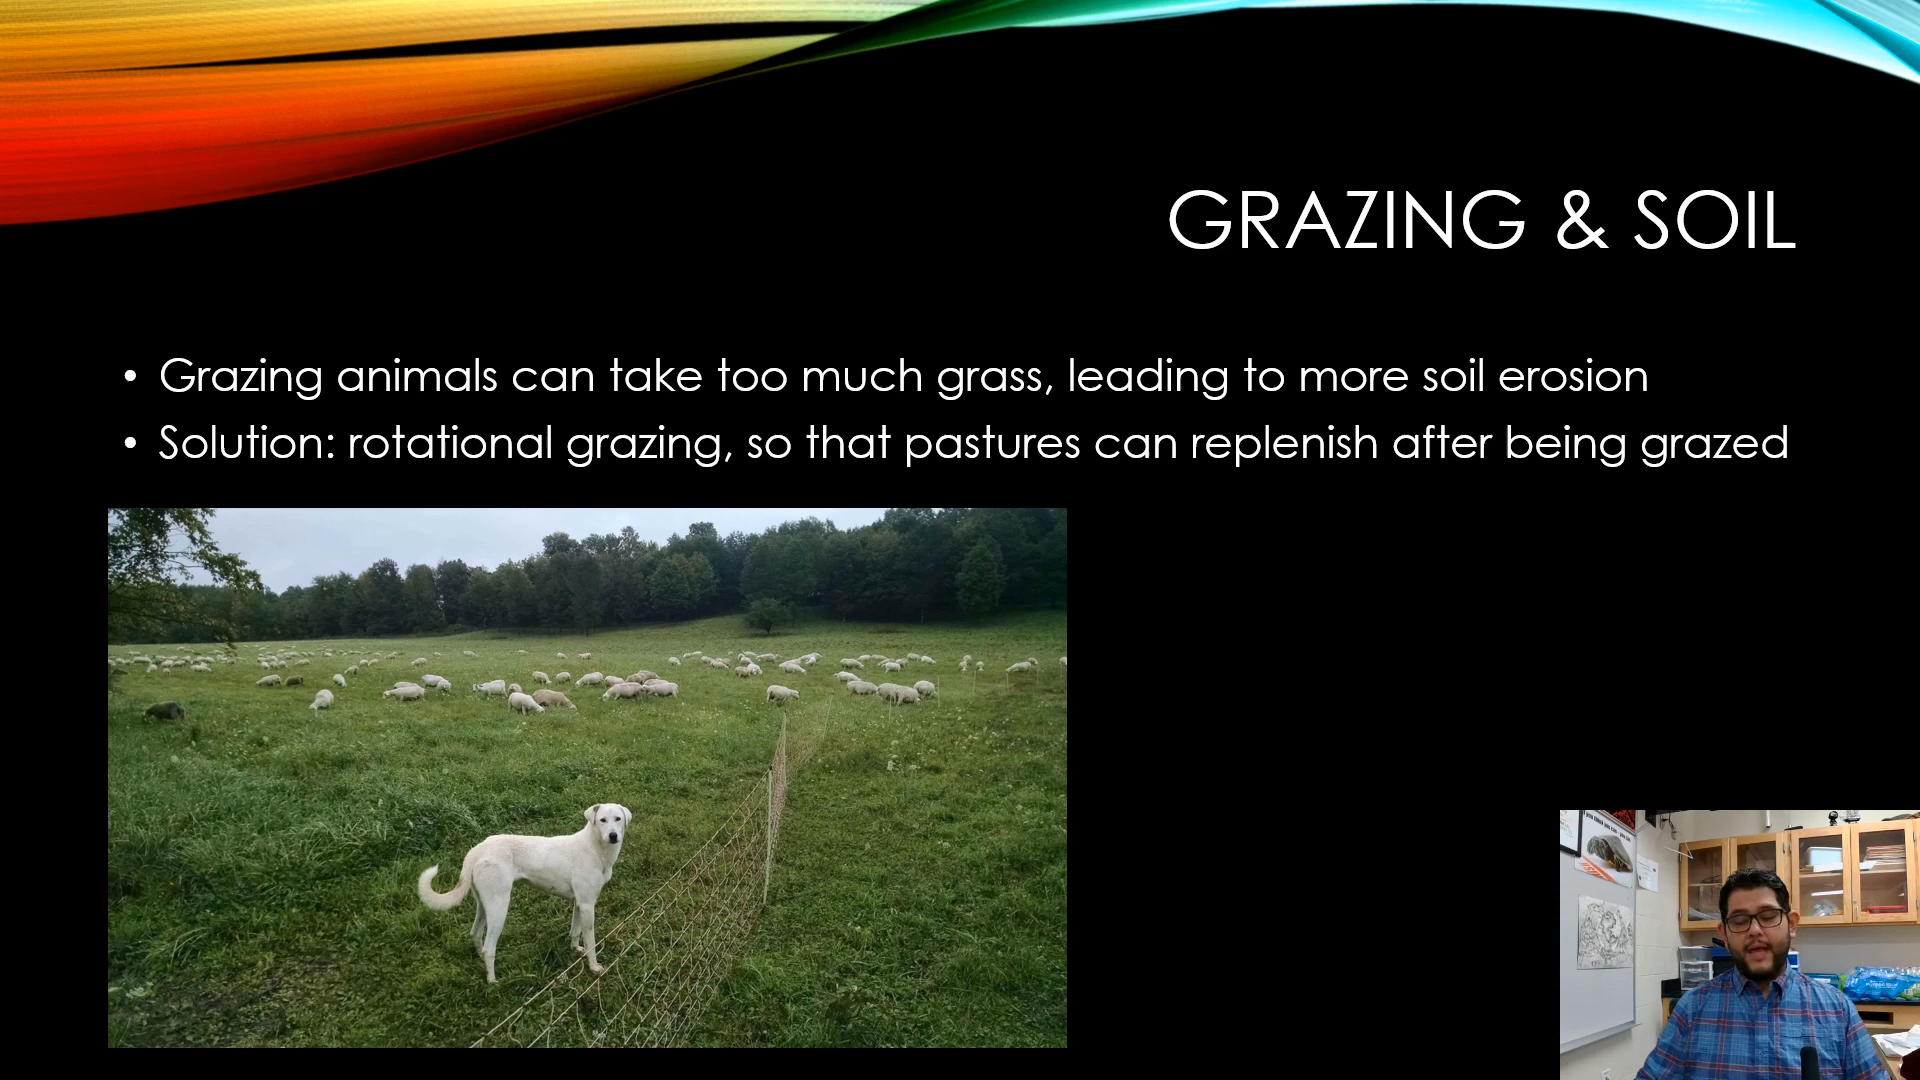 GRAZING & SOIL
• Grazing animals can take too much grass, leading to more soil erosion
• Solution: rotational grazing, so that pastures can replenish after being grazed